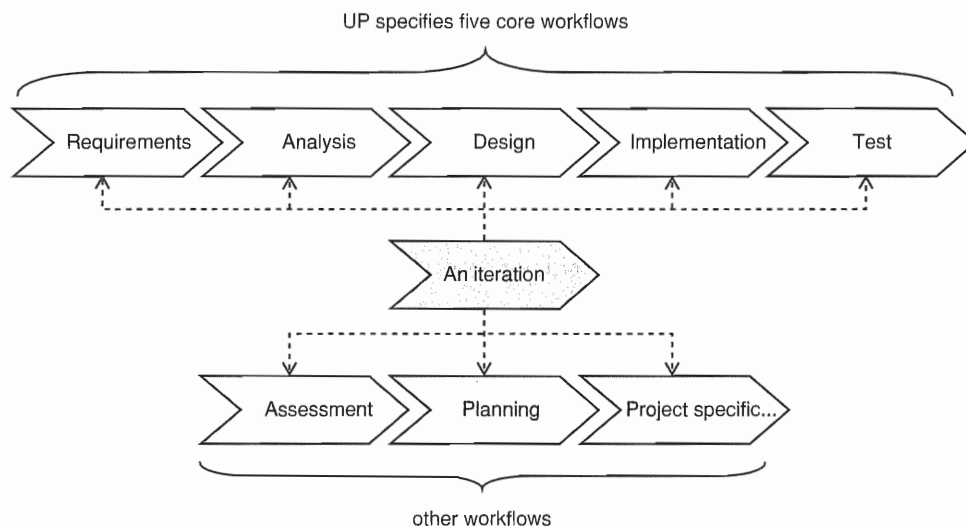 UP specifies five core workflows
Requirements
Analysis
Design
Implementation
Test
An iteration
Assessment
Planning
Project specific...
other workflows